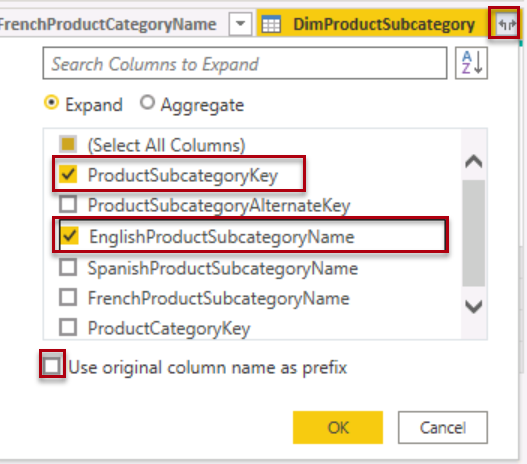 FrenchProductCategoryName DimProductSubcategory
Search Columns to Expand
Expand Aggregate
(Select All Columns)
ProductSubcategoryKey
ProductSubcategoryAlternateKey
EnglishProductSubcategoryName
SpanishProductSubcategoryName
FrenchProductSubcategoryName
ProductCategoryKey
Use original column name as prefix
OK Cancel